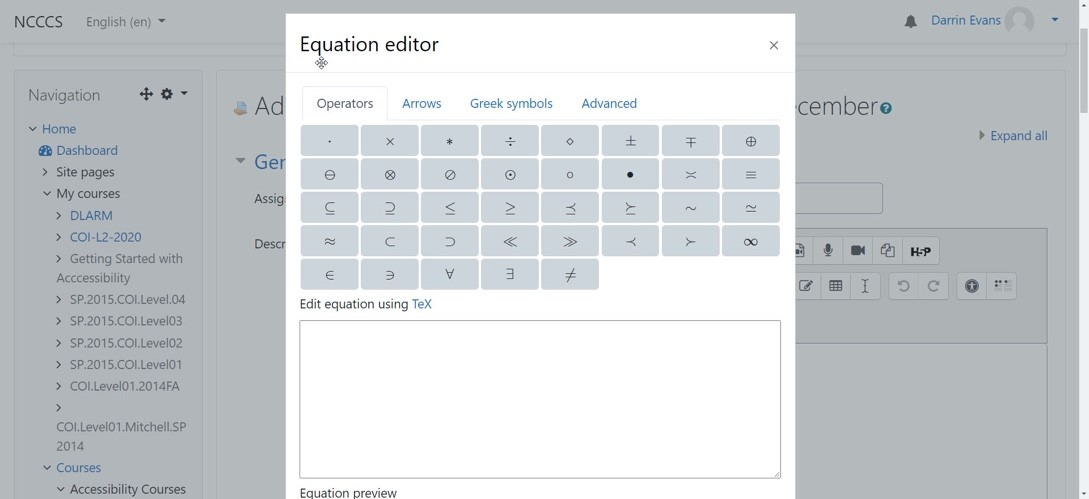 NCCCS
English (en)
Darrin Evans
Equation editor
×
Navigation
Home
Dashboard
Site pages
My courses
DLARM
COI-L2-2020
Getting Started with
Acccessibility
SP.2015.COI.Level.04
SP.2015.COI.Level03
SP.2015.COI.Level02
SP.2015.COI.Level01
COI.Level01.2014FA
COI.Level01.Mitchell.SP
2014
Courses
Accessibility Courses
Ad
cember
Expand all
Ger
Assig
Descr
H-P
Operators Arrows Greek symbols Advanced
· × ∗ ÷ ⋄ ± ∓ ⊕
⊖ ⊗ ⊘ ⊙ ○ • ≍ ≡
⊆ ⊇ ≤ ≥ ⪯ ⪰ ∼ ≃
≈ ⊂ ⊃ ≪ ≫ ≺ ≻ ∞
∈ ∋ ∀ ∃ ≠
Edit equation using TeX
Equation preview